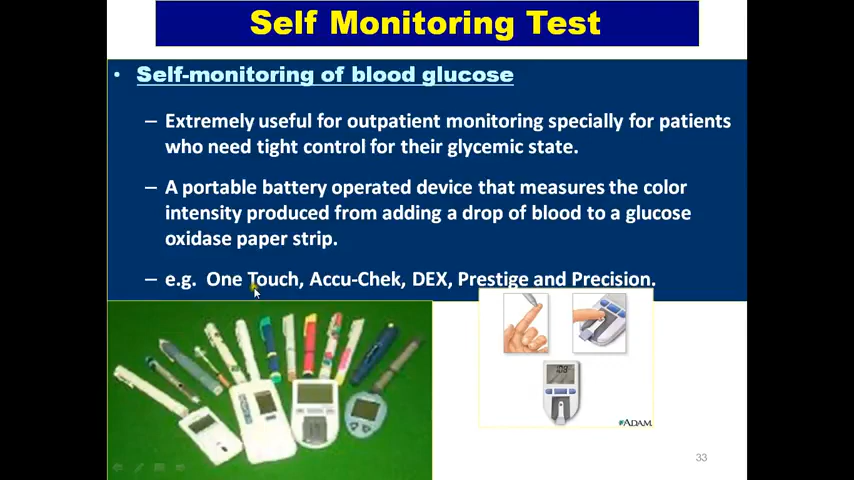 Self Monitoring Test
• Self-monitoring of blood glucose
– Extremely useful for outpatient monitoring specially for patients
who need tight control for their glycemic state.
– A portable battery operated device that measures the color
intensity produced from adding a drop of blood to a glucose
oxidase paper strip.
– e.g. One Touch, Accu-Chek, DEX, Prestige and Precision.
108
ADAM
33